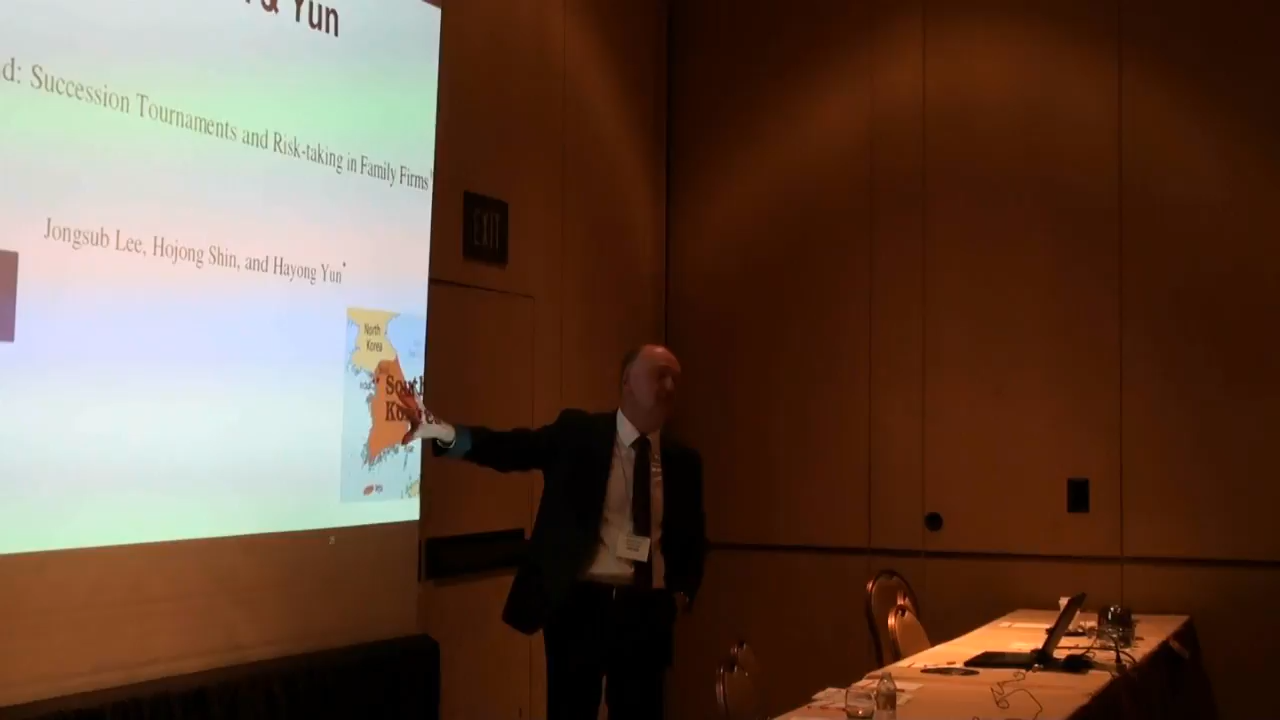 & Yun
d: Succession Tournaments and Risk-taking in Family Firms
Jongsub Lee, Hojong Shin, and Hayong Yun*
North
Korea
South
EXIT